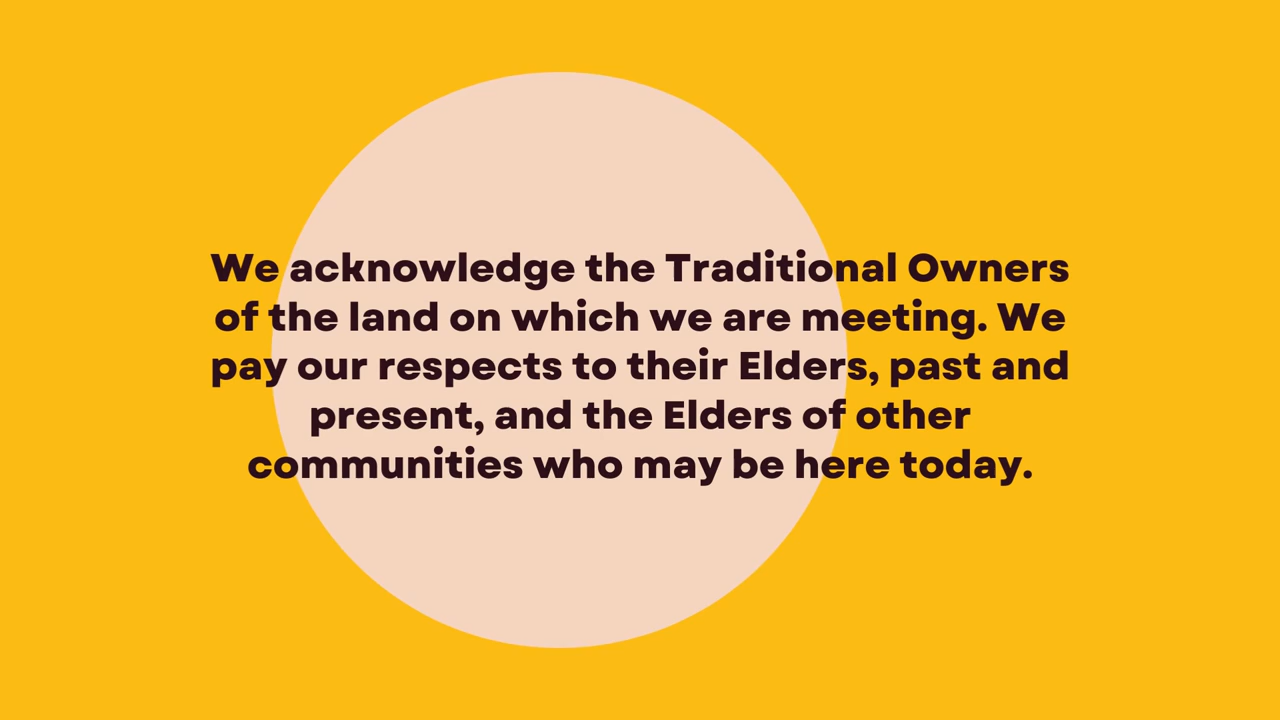 We acknowledge the Traditional Owners
of the land on which we are meeting. We
pay our respects to their Elders, past and
present, and the Elders of other
communities who may be here today.